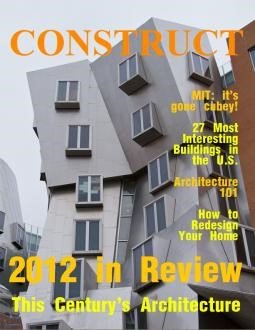 CONSTRUCT
MIT: it's
gone cubey!
27 Most
Interesting
Buildings in
the U.S.
Architecture
101
How to
Redesign
Your Home
2012 in Review
This Century's Architecture